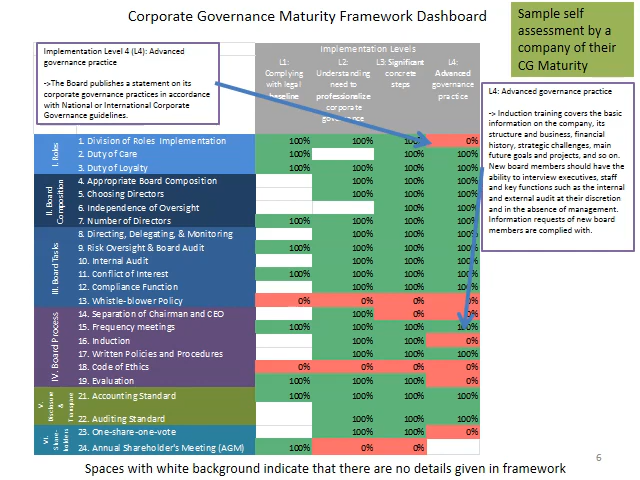 Corporate Governance Maturity Framework Dashboard
Sample self
assessment by a
company of their
CG Maturity
Implementation Level 4 (L4): Advanced
governance practice
->The Board publishes a statement on its
corporate governance practices in accordance
with National or International Corporate
Governance guidelines.
Implementation Levels
L1:
Complying
with legal
baseline
L2:
Understanding
need to
professionalize
corporate
governance
L3: Significant
concrete
steps
L4:
Advanced
governance
practice
L4: Advanced governance practice
-> Induction training covers the basic
information on the company, its
structure and business, financial
history, strategic challenges, main
future goals and projects, and so on.
New board members should have the
ability to interview executives, staff
and key functions such as the internal
and external audit at their discretion
and in the absence of management.
Information requests of new board
members are complied with.
I. Roles
1. Division of Roles Implementation 100% 100% 100% 0%
2. Duty of Care 100% 100% 100%
3. Duty of Loyalty 100% 100% 100% 100%
II. Board
Composition
4. Appropriate Board Composition 100% 100% 100%
5. Choosing Directors 100% 100% 100%
6. Independence of Oversight 100% 100%
7. Number of Directors 100% 100% 100% 100%
III. Board Tasks
8. Directing, Delegating, & Monitoring 100% 100% 100%
9. Risk Oversight & Board Audit 100% 100% 100% 100%
10. Internal Audit 100% 100% 100%
11. Conflict of Interest 100% 100% 100% 100%
12. Compliance Function 100% 100% 100%
13. Whistle-blower Policy 0% 0% 0% 0%
IV. Board Process
14. Separation of Chairman and CEO 100% 0% 0%
15. Frequency meetings 100% 100% 100% 100%
16. Induction 100% 100% 0%
17. Written Policies and Procedures 100% 100% 100%
18. Code of Ethics 0% 0% 0% 0%
19. Evaluation 100% 100% 100% 0%
V.
Disclosure
&
21. Accounting Standard 100% 100% 100% 100%
22. Auditing Standard 100% 100% 100%
VI.
Share-
holders
23. One-share-one-vote 100% 100% 0%
24. Annual Shareholder's Meeting (AGM) 100% 0% 0%
6
Spaces with white background indicate that there are no details given in framework